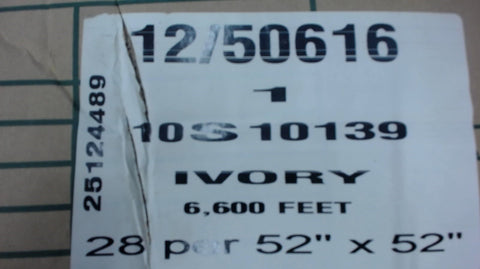 12/50616
1
10S10139
IVORY
6,600 FEET
28 per 52" x 52"
25124489